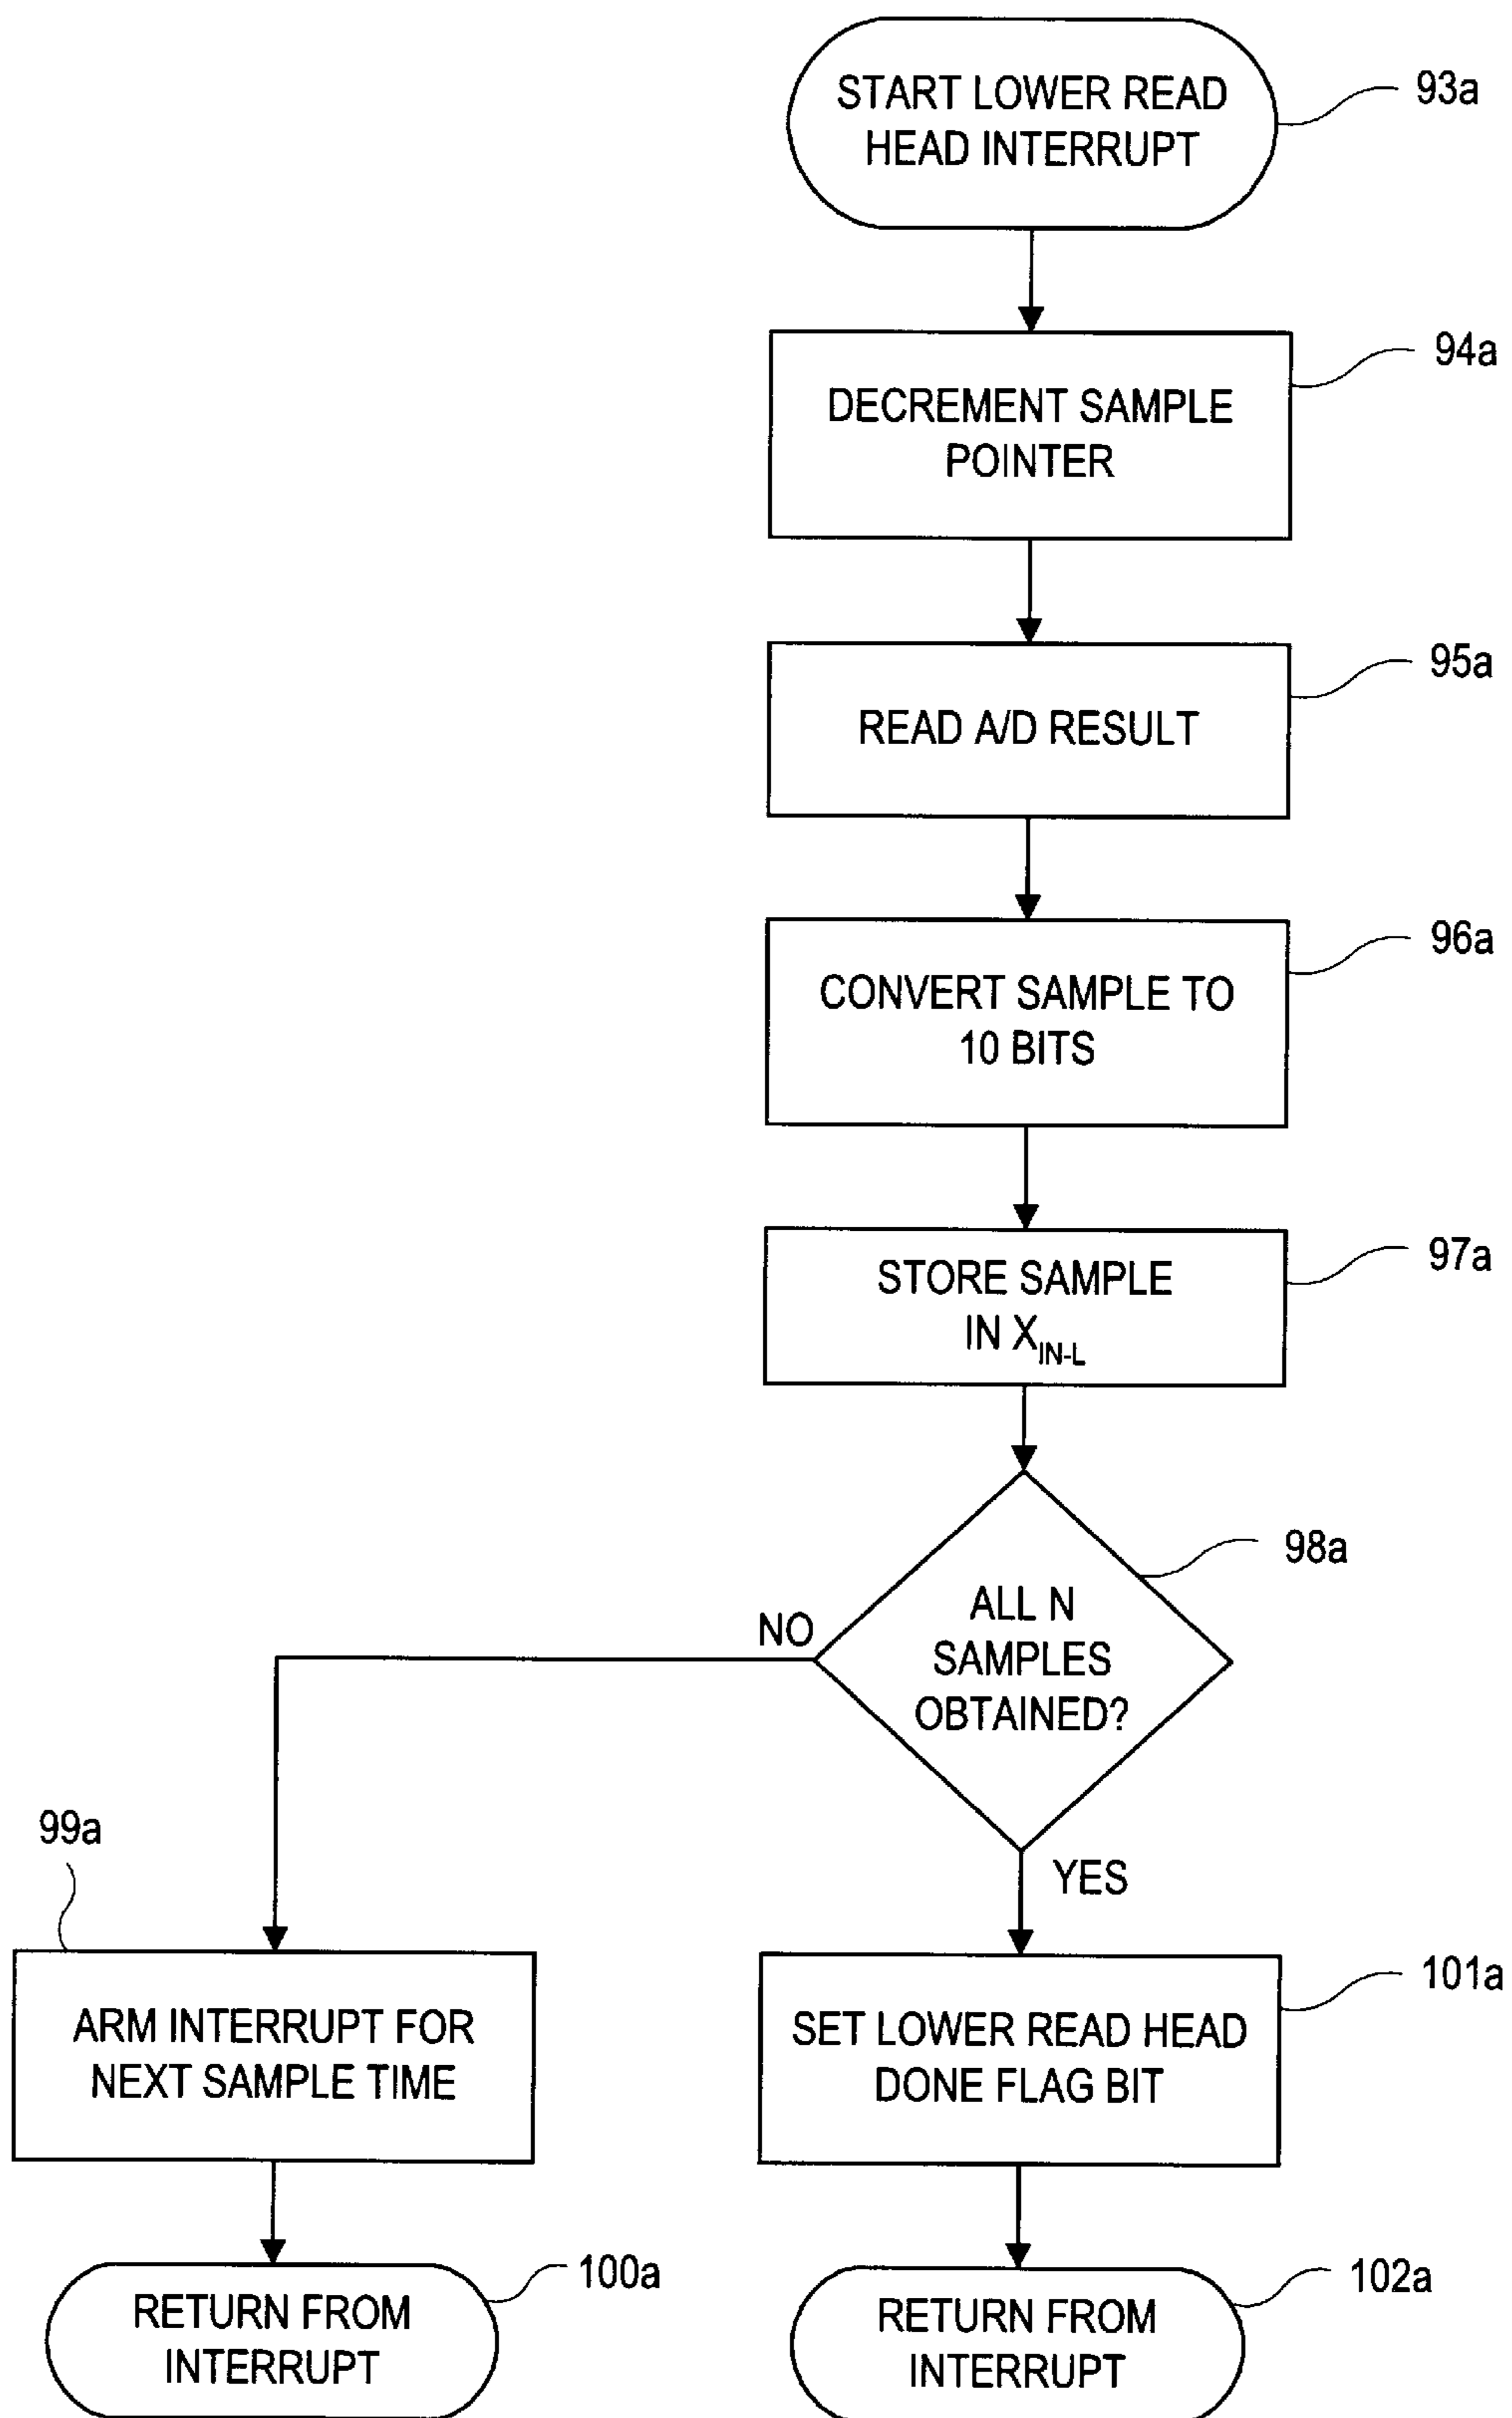 START LOWER READ
HEAD INTERRUPT
93a
DECREMENT SAMPLE
POINTER
94a
READ A/D RESULT
95a
CONVERT SAMPLE TO
10 BITS
96a
STORE SAMPLE
IN X_IN-L
97a
ALL N
SAMPLES
OBTAINED?
98a
NO
YES
99a
ARM INTERRUPT FOR
NEXT SAMPLE TIME
SET LOWER READ HEAD
DONE FLAG BIT
101a
RETURN FROM
INTERRUPT
100a
RETURN FROM
INTERRUPT
102a